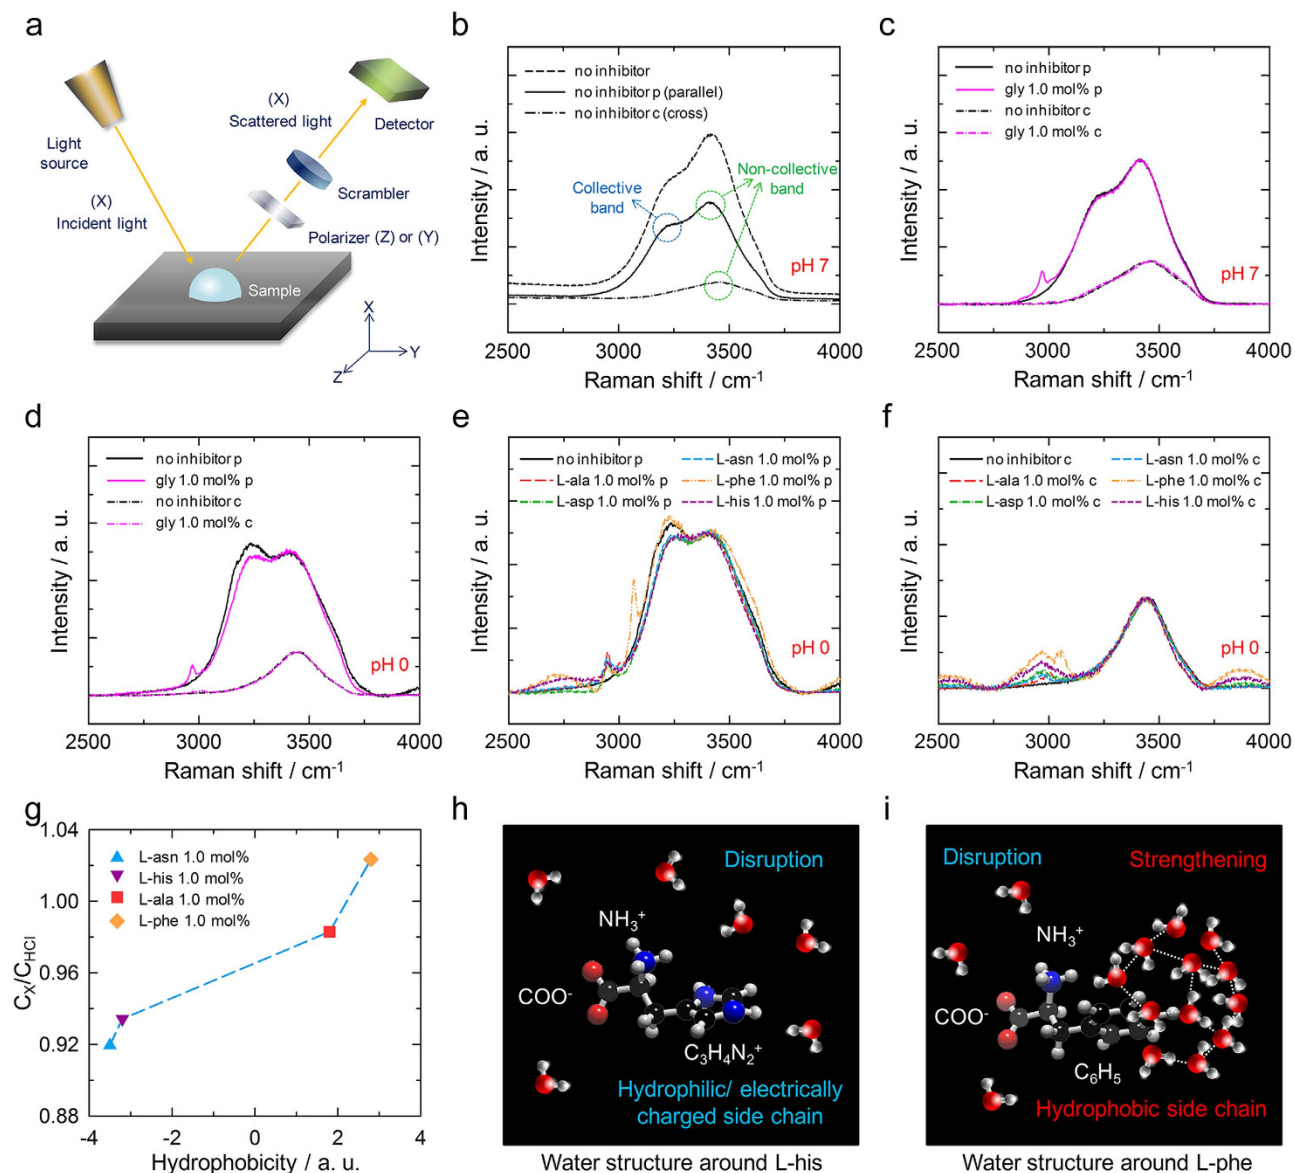 a
Light
source
(X)
Incident light
(X)
Scattered light
Detector
Scrambler
Polarizer (Z) or (Y)
Sample
X
Y
Z
b
no inhibitor
no inhibitor p (parallel)
no inhibitor c (cross)
Collective
band
Non-collective
band
pH 7
Intensity / a. u.
2500 3000 3500 4000
Raman shift / cm⁻¹
c
no inhibitor p
gly 1.0 mol% p
no inhibitor c
gly 1.0 mol% c
pH 7
Intensity / a. u.
2500 3000 3500 4000
Raman shift / cm⁻¹
d
no inhibitor p
gly 1.0 mol% p
no inhibitor c
gly 1.0 mol% c
pH 0
Intensity / a. u.
2500 3000 3500 4000
Raman shift / cm⁻¹
e
no inhibitor p
L-ala 1.0 mol% p
L-asp 1.0 mol% p
L-asn 1.0 mol% p
L-phe 1.0 mol% p
L-his 1.0 mol% p
pH 0
Intensity / a. u.
2500 3000 3500 4000
Raman shift / cm⁻¹
f
no inhibitor c
L-ala 1.0 mol% c
L-asp 1.0 mol% c
L-asn 1.0 mol% c
L-phe 1.0 mol% c
L-his 1.0 mol% c
pH 0
Intensity / a. u.
2500 3000 3500 4000
Raman shift / cm⁻¹
g
1.04
1.00
0.96
0.92
0.88
L-asn 1.0 mol%
L-his 1.0 mol%
L-ala 1.0 mol%
L-phe 1.0 mol%
Cₓ/C_HCl
-4 -2 0 2 4
Hydrophobicity / a. u.
h
Disruption
NH₃⁺
COO⁻
C₃H₄N₂⁺
Hydrophilic/ electrically
charged side chain
Water structure around L-his
i
Disruption
Strengthening
NH₃⁺
COO⁻
C₆H₅
Hydrophobic side chain
Water structure around L-phe